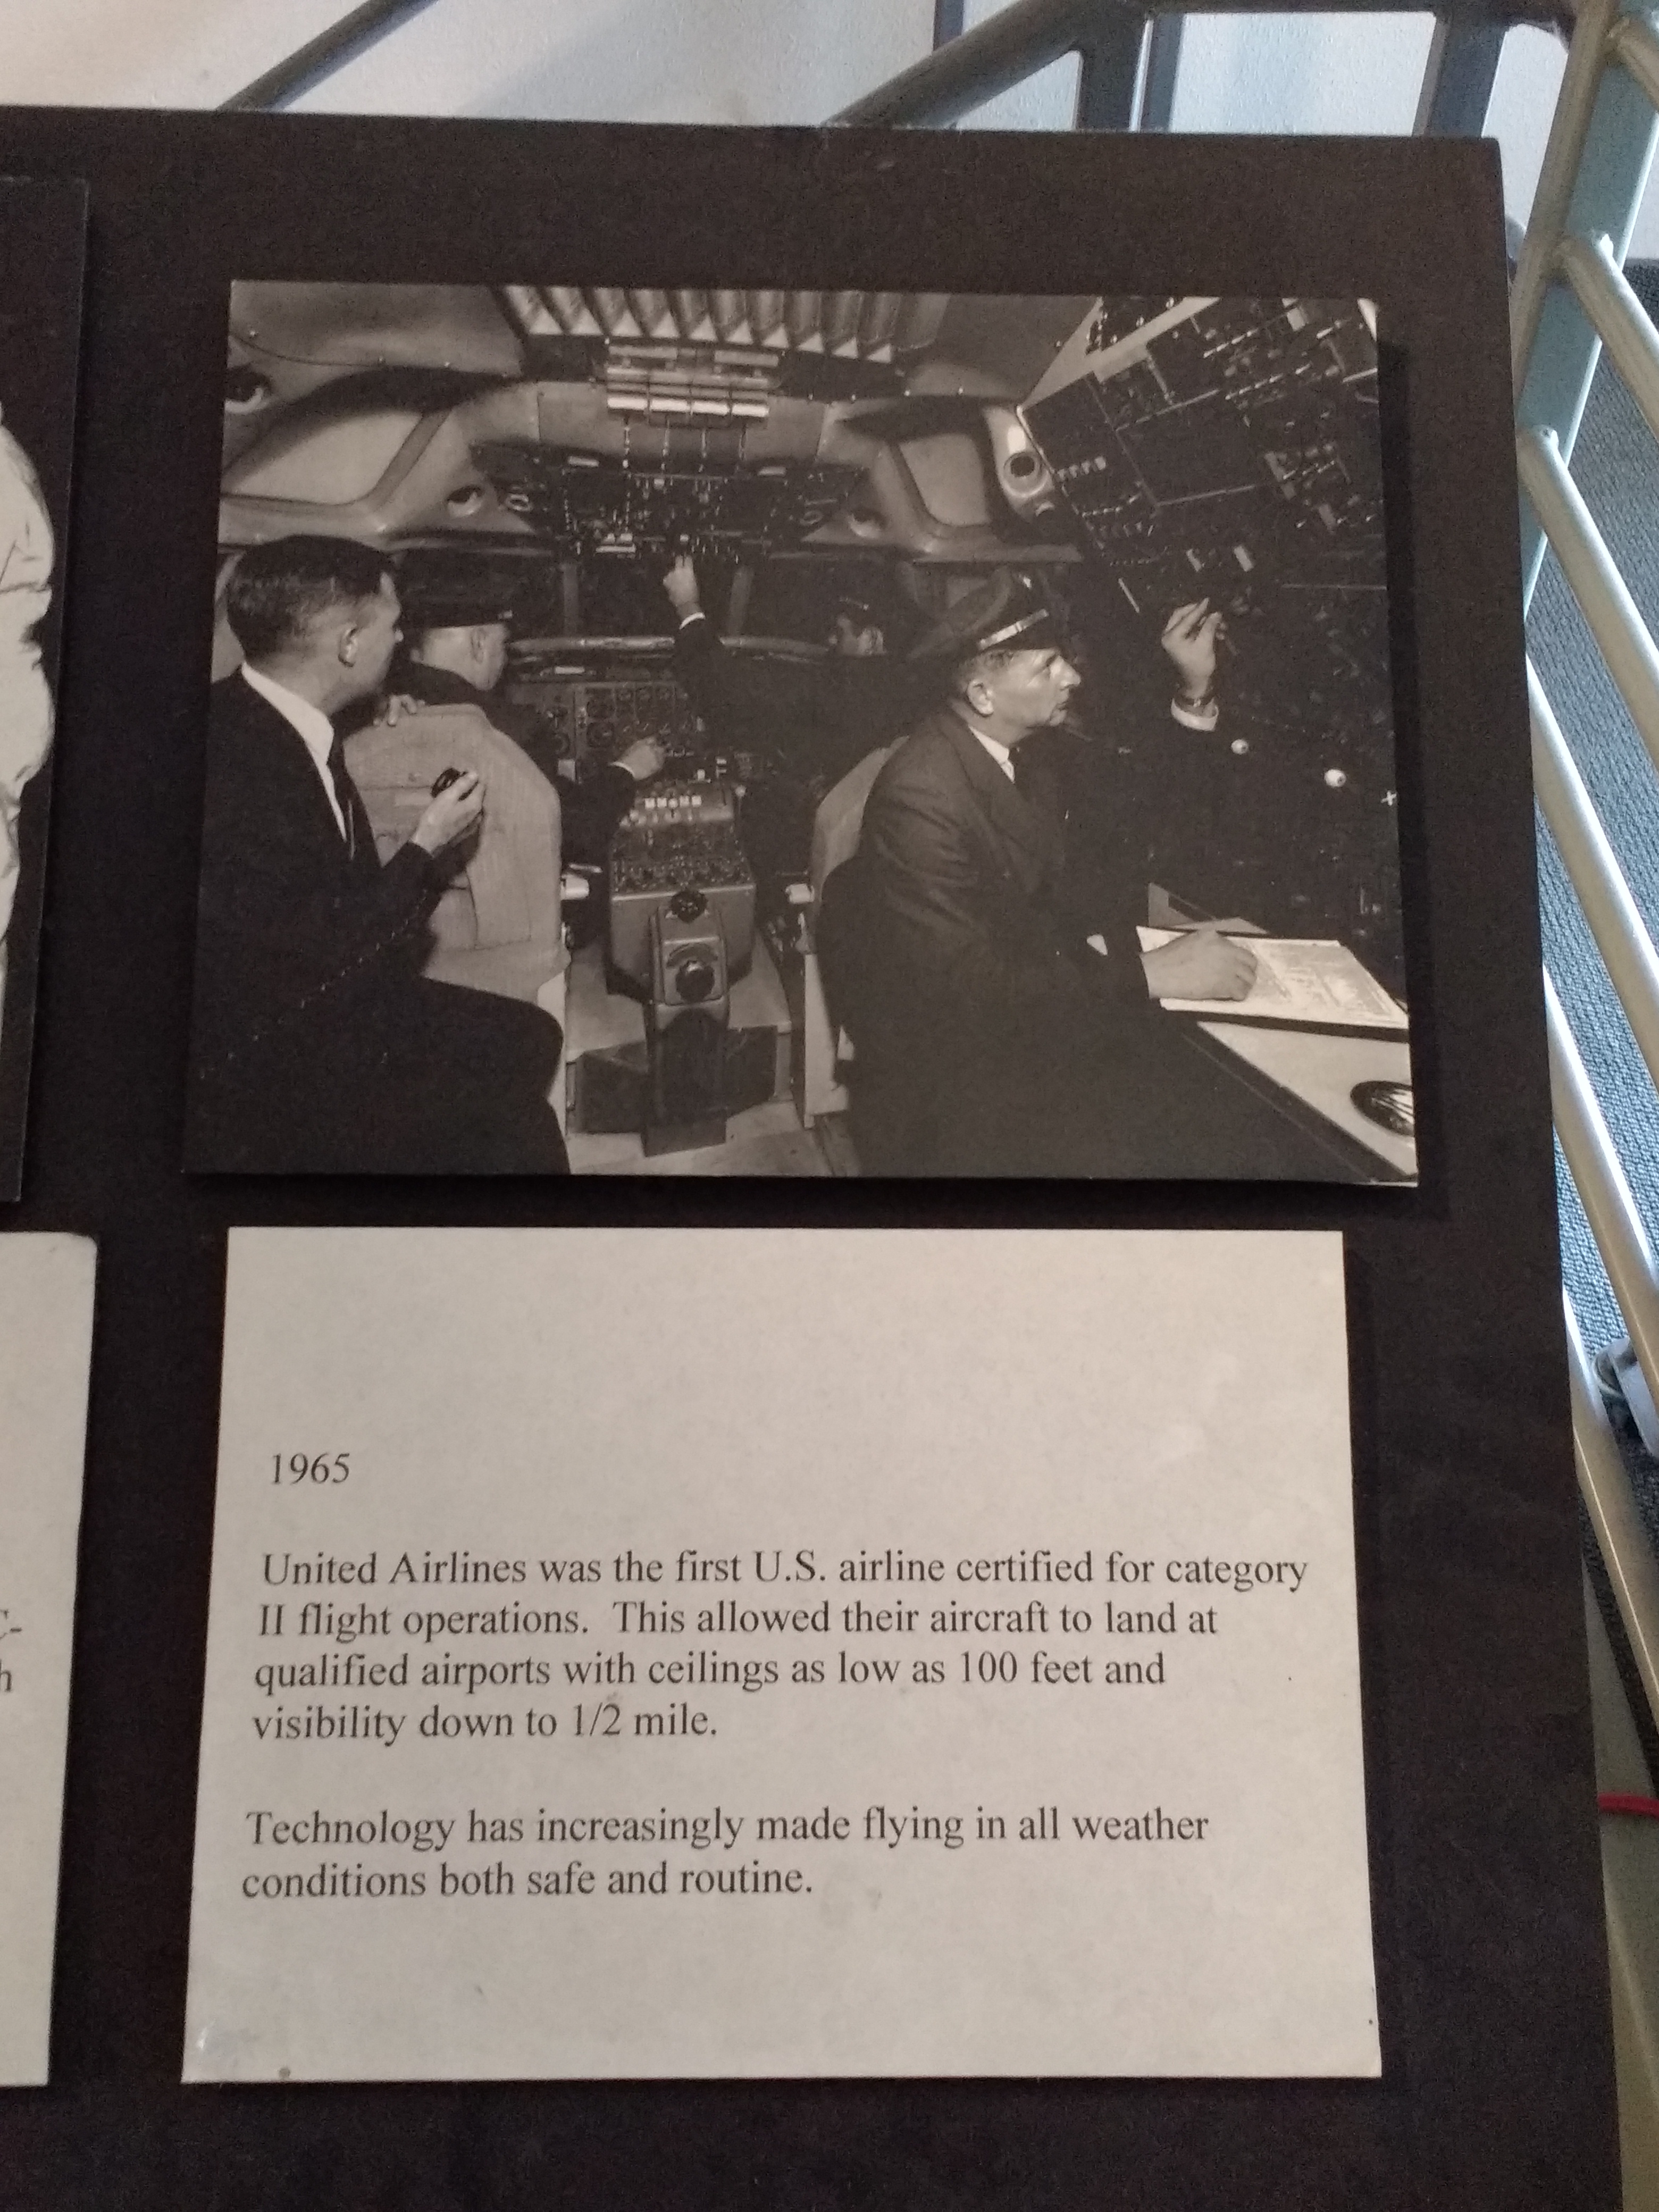 1965
United Airlines was the first U.S. airline certified for category
II flight operations.  This allowed their aircraft to land at
qualified airports with ceilings as low as 100 feet and
visibility down to 1/2 mile.
Technology has increasingly made flying in all weather
conditions both safe and routine.